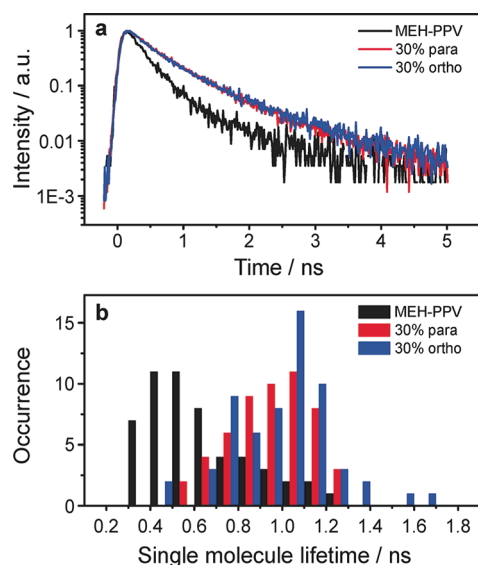 a
MEH-PPV
30% para
30% ortho
Intensity / a.u.
1
0.1
0.01
1E-3
0 1 2 3 4 5
Time / ns
b
MEH-PPV
30% para
30% ortho
Occurrence
15
10
5
0
0.2 0.4 0.6 0.8 1.0 1.2 1.4 1.6 1.8
Single molecule lifetime / ns